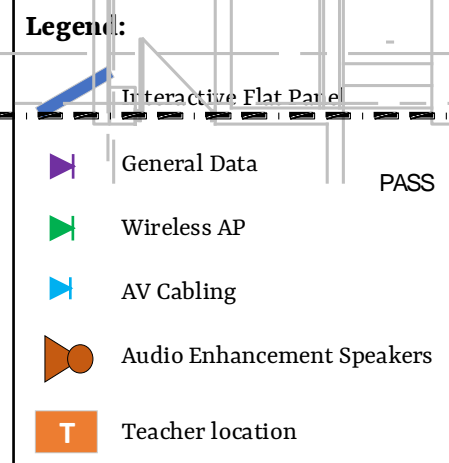 Legend:
Interactive Flat Panel
General Data
PASS
Wireless AP
AV Cabling
Audio Enhancement Speakers
T Teacher location